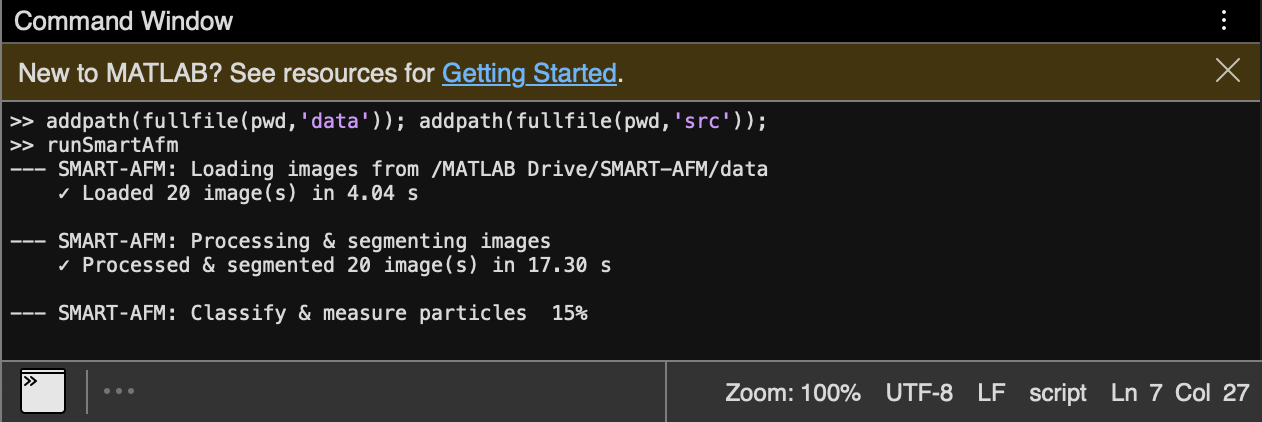 Command Window
New to MATLAB? See resources for Getting Started.
>> addpath(fullfile(pwd,'data')); addpath(fullfile(pwd,'src'));
>> runSmartAfm
––– SMART-AFM: Loading images from /MATLAB Drive/SMART-AFM/data
    ✓ Loaded 20 image(s) in 4.04 s
––– SMART-AFM: Processing & segmenting images
    ✓ Processed & segmented 20 image(s) in 17.30 s
––– SMART-AFM: Classify & measure particles  15%
Zoom: 100% UTF-8 LF script Ln 7 Col 27